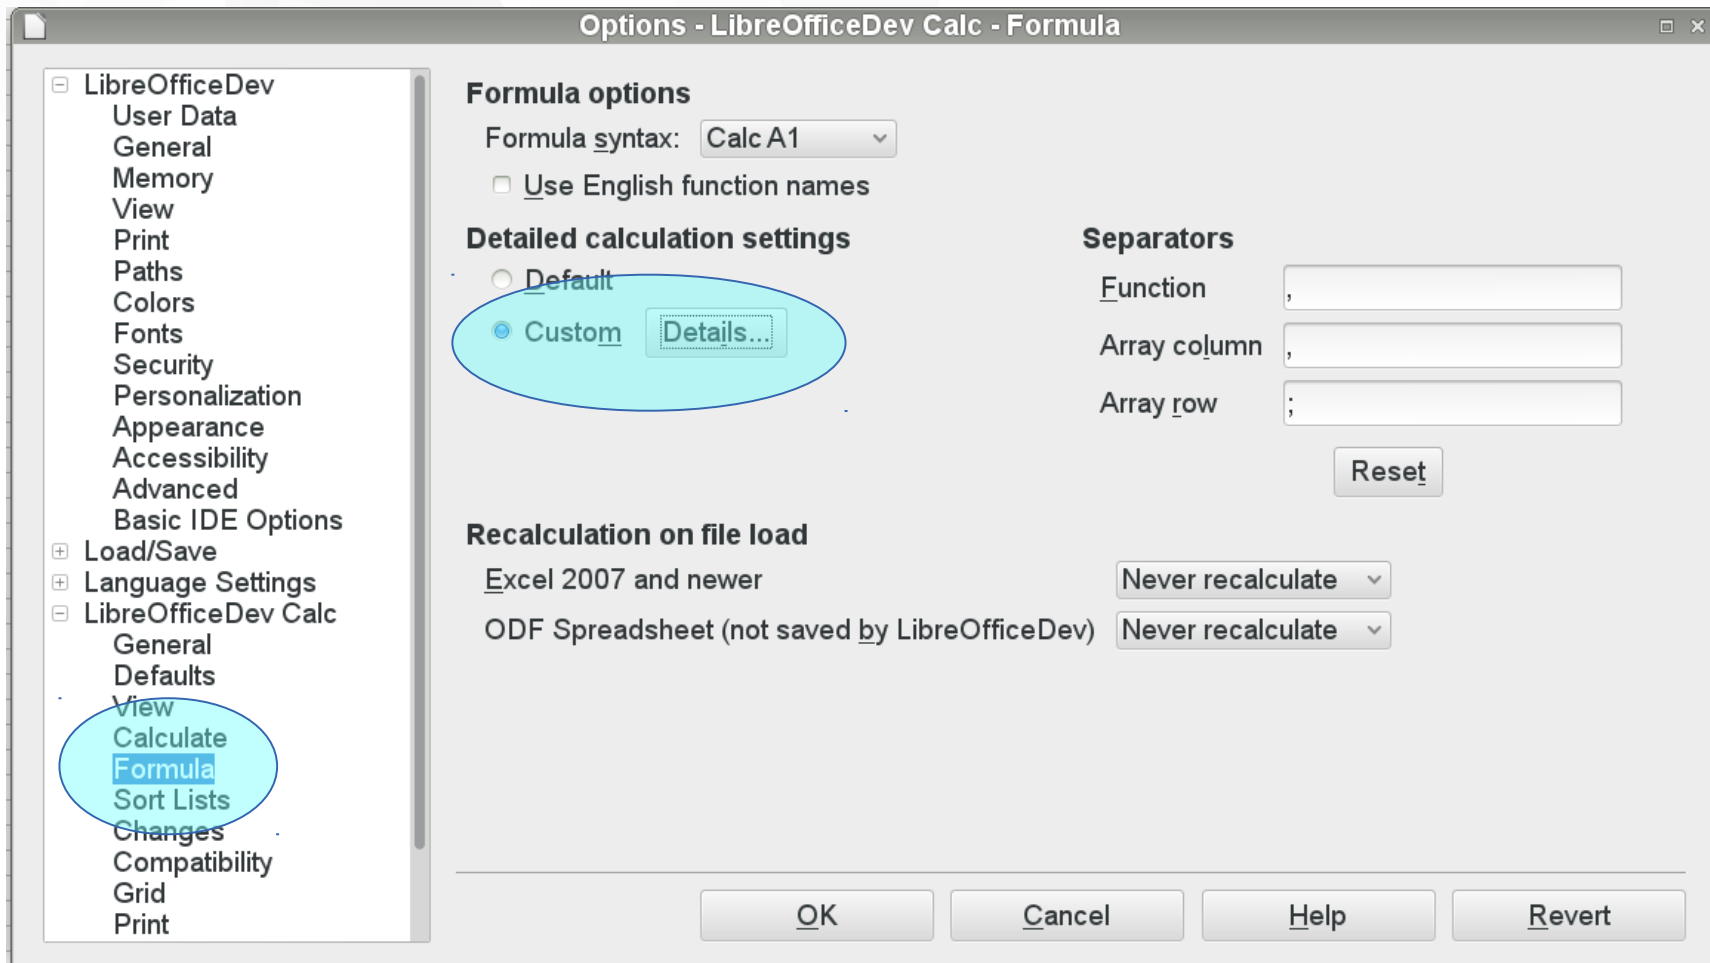 Options - LibreOfficeDev Calc - Formula
LibreOfficeDev
User Data
General
Memory
View
Print
Paths
Colors
Fonts
Security
Personalization
Appearance
Accessibility
Advanced
Basic IDE Options
Load/Save
Language Settings
LibreOfficeDev Calc
General
Defaults
View
Calculate
Formula
Sort Lists
Changes
Compatibility
Grid
Print
Formula options
Formula syntax: Calc A1
Use English function names
Detailed calculation settings
Default
Custom Details...
Separators
Function ,
Array column ,
Array row ;
Reset
Recalculation on file load
Excel 2007 and newer Never recalculate
ODF Spreadsheet (not saved by LibreOfficeDev) Never recalculate
OK Cancel Help Revert